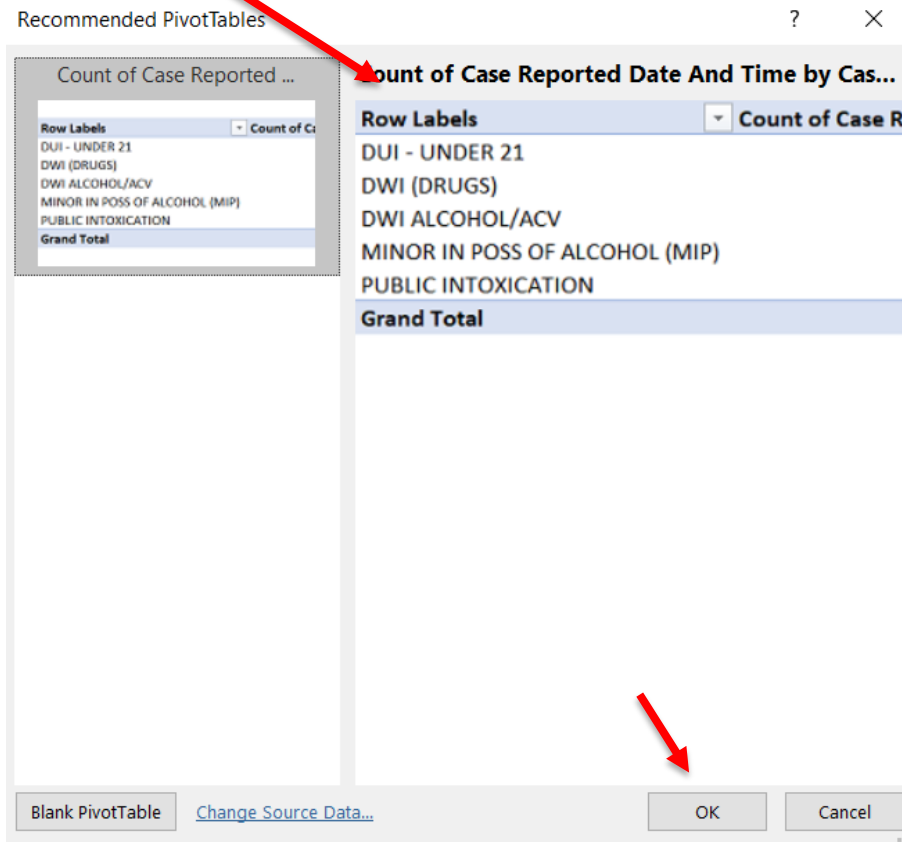 Recommended PivotTables ?
Count of Case Reported ...
Row Labels Count of
DUI - UNDER 21
DWI (DRUGS)
DWI ALCOHOL/ACV
MINOR IN POSS OF ALCOHOL (MIP)
PUBLIC INTOXICATION
Grand Total
ount of Case Reported Date And Time by Cas...
Row Labels Count of Case R
DUI - UNDER 21
DWI (DRUGS)
DWI ALCOHOL/ACV
MINOR IN POSS OF ALCOHOL (MIP)
PUBLIC INTOXICATION
Grand Total
Blank PivotTable Change Source Data... OK Cancel